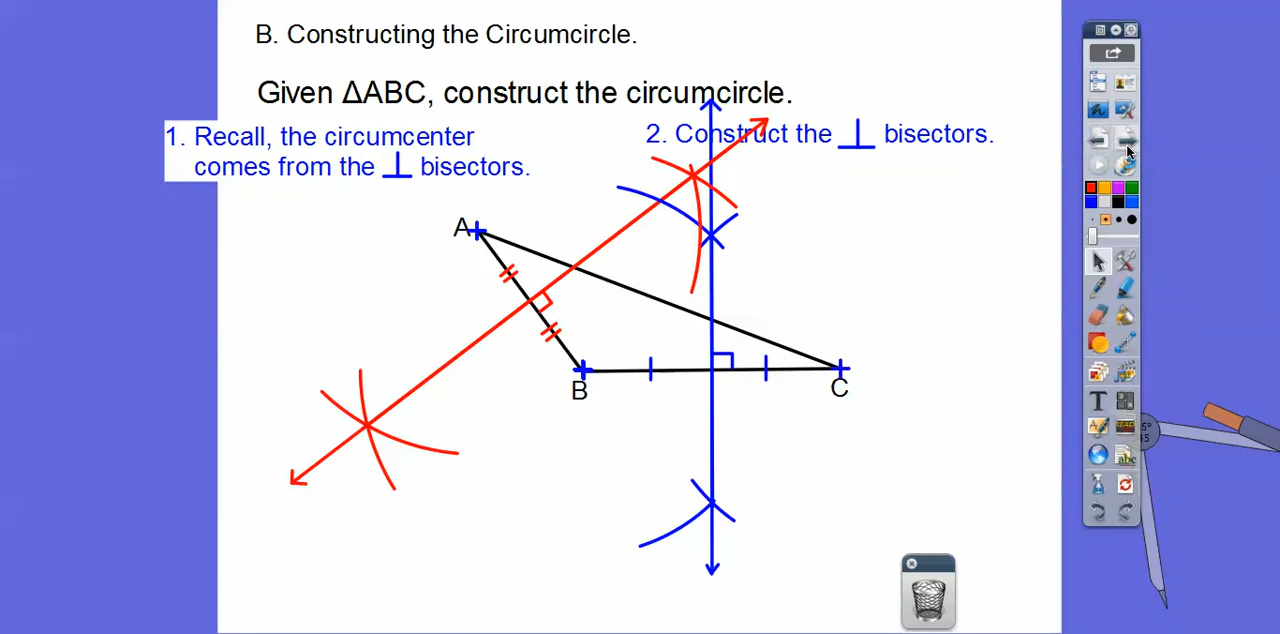 B. Constructing the Circumcircle.
Given ΔABC, construct the circumcircle.
1. Recall, the circumcenter
comes from the ⊥ bisectors.
2. Construct the ⊥ bisectors.
A
B
C
T
abc